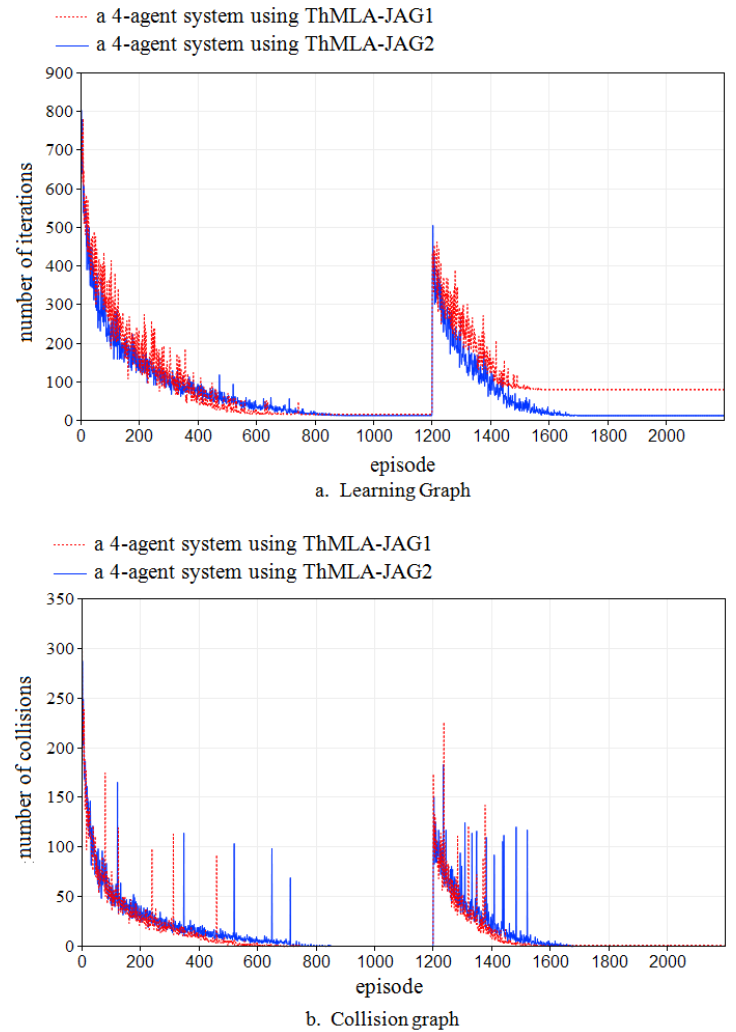 a 4-agent system using ThMLA-JAG1
a 4-agent system using ThMLA-JAG2
900
800
700
600
500
400
300
200
100
0
number of iterations
0 200 400 600 800 1000 1200 1400 1600 1800 2000
episode
a. Learning Graph
a 4-agent system using ThMLA-JAG1
a 4-agent system using ThMLA-JAG2
350
300
250
200
150
100
50
0
number of collisions
0 200 400 600 800 1000 1200 1400 1600 1800 2000
episode
b. Collision graph